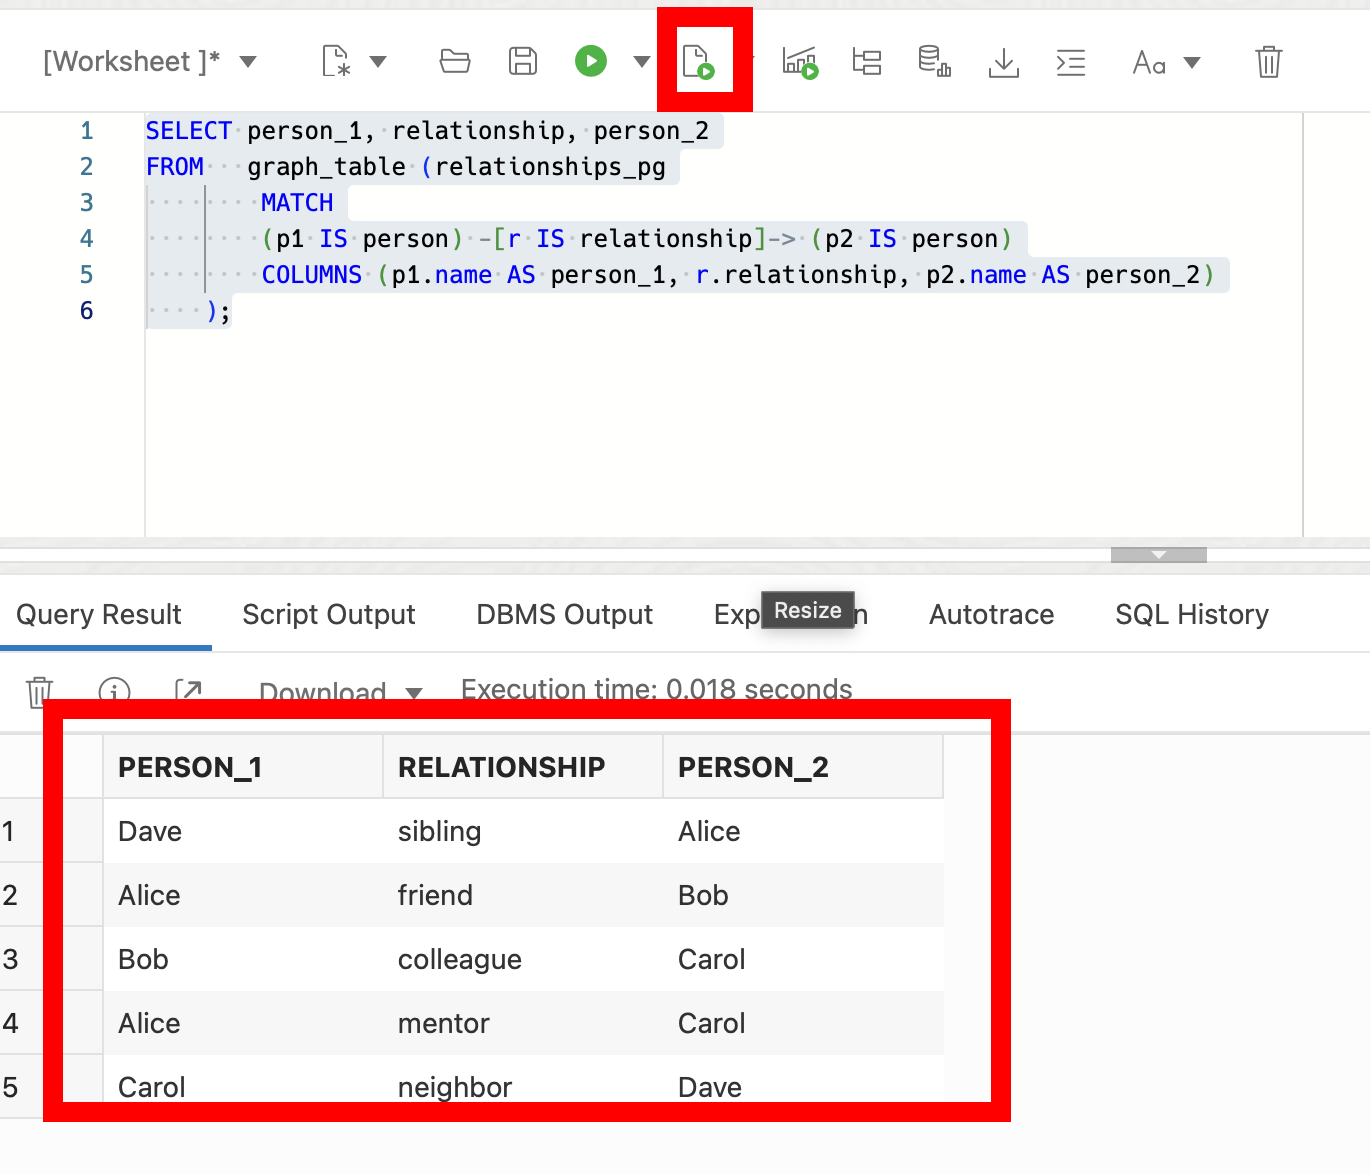 [Worksheet ]*
Aa
1 SELECT person_1, relationship, person_2
2 FROM graph_table (relationships_pg
3 MATCH
4 (p1 IS person) -[r IS relationship]-> (p2 IS person)
5 COLUMNS (p1.name AS person_1, r.relationship, p2.name AS person_2)
6 );
Query Result Script Output DBMS Output Exp Resize n Autotrace SQL History
Download Execution time: 0.018 seconds
PERSON_1 RELATIONSHIP PERSON_2
1 Dave sibling Alice
2 Alice friend Bob
3 Bob colleague Carol
4 Alice mentor Carol
5 Carol neighbor Dave